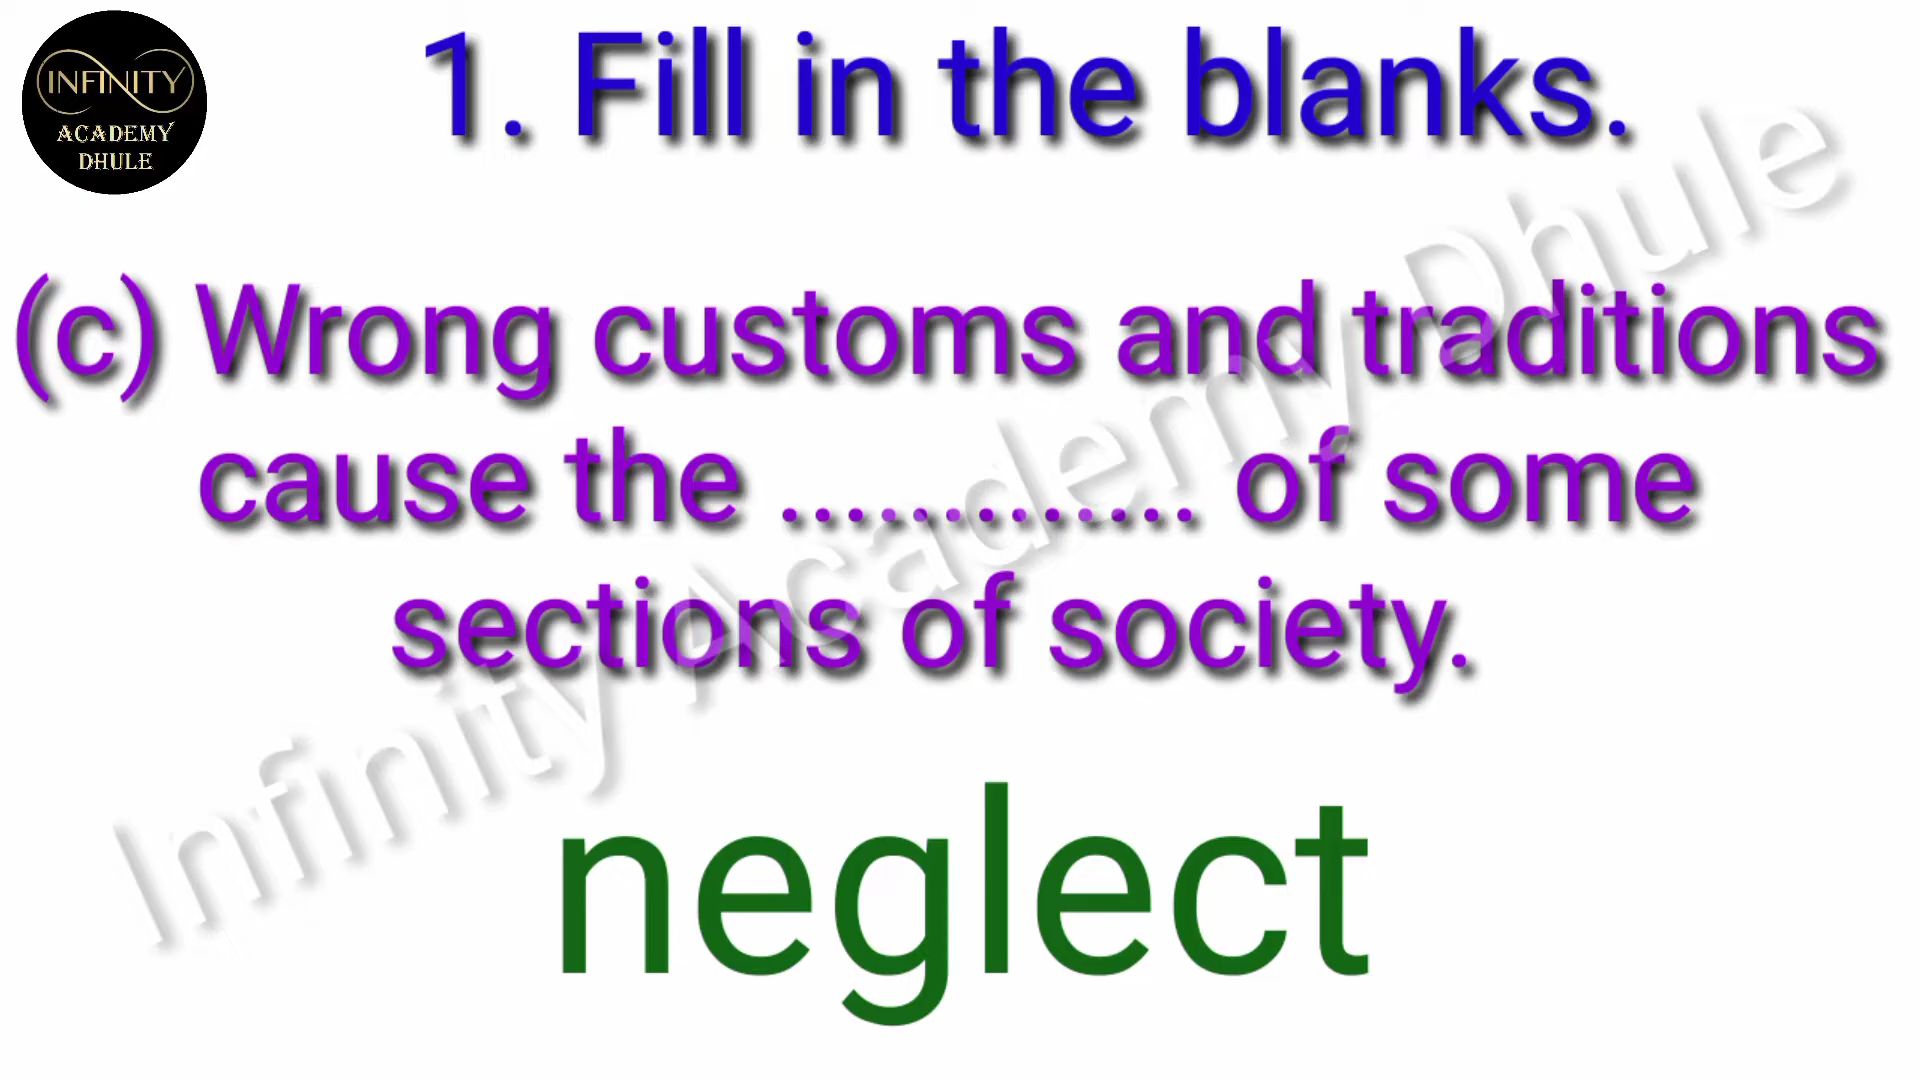 INFINITY
ACADEMY
DHULE
1. Fill in the blanks.
(c) Wrong customs and traditions
cause the ............. of some
sections of society.
neglect
Infinity Academy Dhule